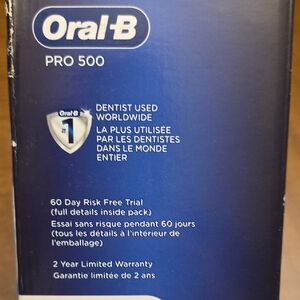 Oral-B
PRO 500
Oral-B
#1
DENTIST USED
WORLDWIDE
LA PLUS UTILISÉE
PAR LES DENTISTES
DANS LE MONDE
ENTIER
60 Day Risk Free Trial
(full details inside pack)
Essai sans risque pendant 60 jours
(tous les détails à l'intérieur de
l'emballage)
2 Year Limited Warranty
Garantie limitée de 2 ans